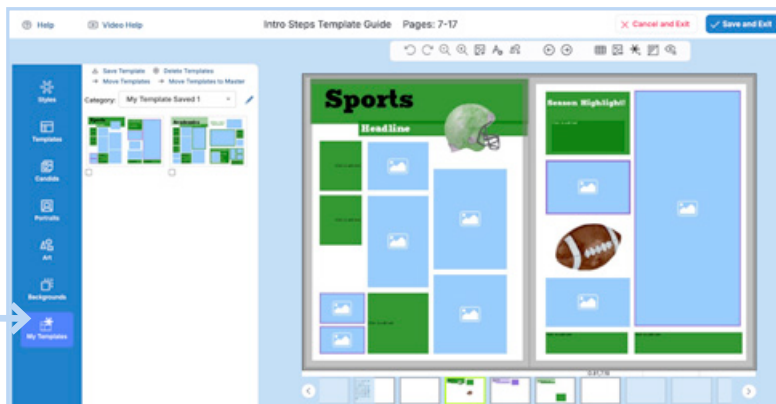 Help
Video Help
Intro Steps Template Guide Pages: 7-17
Cancel and Exit
Save and Exit
Save Template
Delete Templates
Move Templates
Move Templates to Master
Category:
My Template Saved 1
Styles
Templates
Candids
Portraits
Art
Backgrounds
My Templates
Sports
Academics
Sports
Headline
Season Highlight!